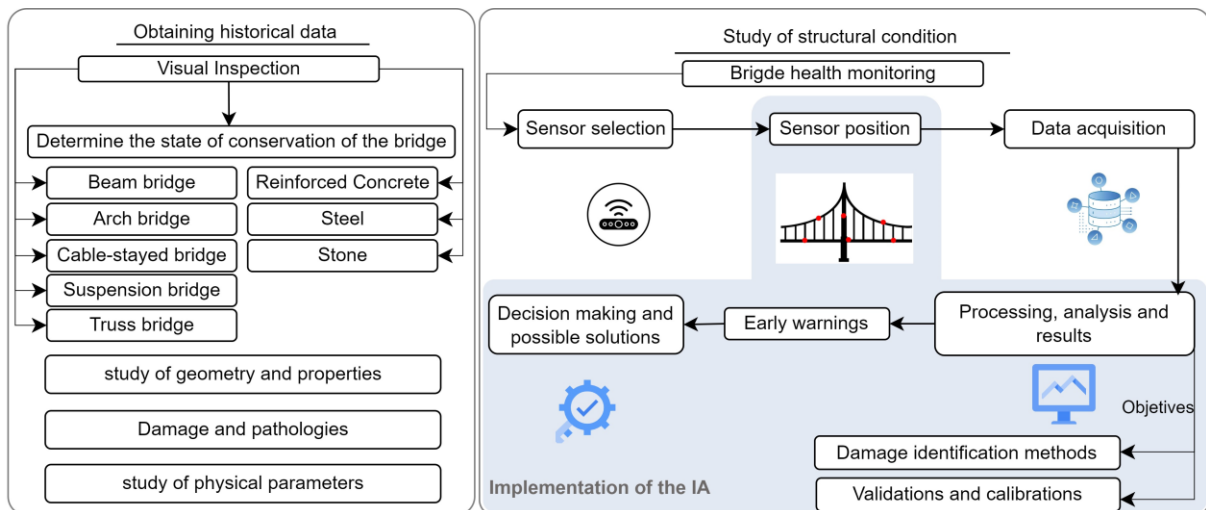 Obtaining historical data
Visual Inspection
Determine the state of conservation of the bridge
Beam bridge
Reinforced Concrete
Arch bridge
Steel
Cable-stayed bridge
Stone
Suspension bridge
Truss bridge
study of geometry and properties
Damage and pathologies
study of physical parameters
Study of structural condition
Brigde health monitoring
Sensor selection
Sensor position
Data acquisition
Processing, analysis and
results
Early warnings
Decision making and
possible solutions
Objetives
Damage identification methods
Validations and calibrations
Implementation of the IA